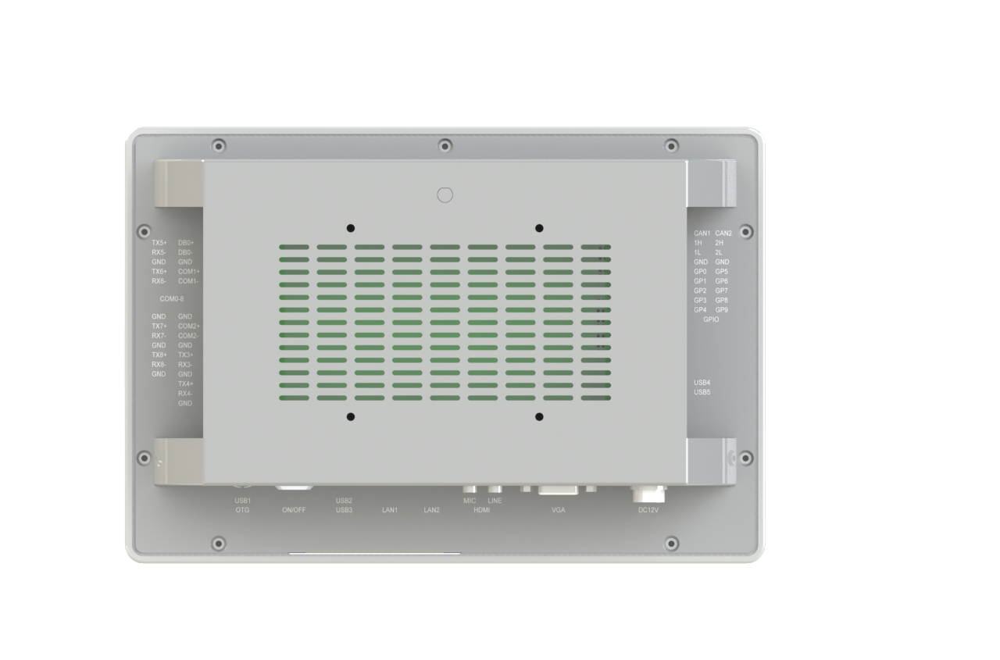 TX5+ DB0+
RX5- DB0-
GND GND
TX6+ COM1+
RX6- COM1-
COM0-8
GND GND
TX7+ COM2+
RX7- COM2-
GND GND
TX8+ TX3+
RX8- RX3-
GND GND
TX4+
RX4-
GND
CAN1 CAN2
1H 2H
1L 2L
GND GND
GP0 GP5
GP1 GP6
GP2 GP7
GP3 GP8
GP4 GP9
GPIO
USB4
USB5
USB1
OTG
ON/OFF
USB2
USB3
LAN1
LAN2
MIC LINE
HDMI
VGA
DC12V